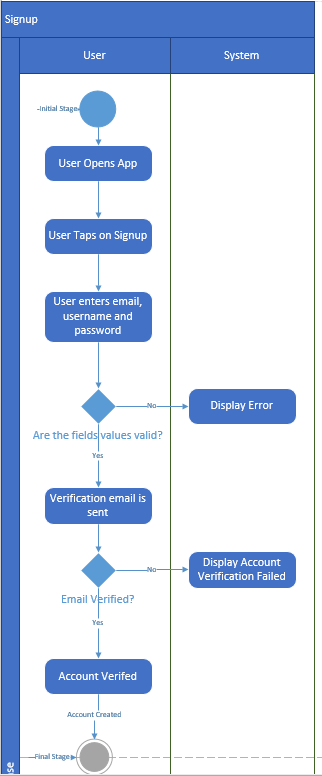 Signup
User
System
Initial Stage
User Opens App
User Taps on Signup
User enters email,
username and
password
No
Display Error
Are the fields values valid?
Yes
Verification email is
sent
No
Display Account
Verification Failed
Email Verified?
Yes
Account Verifed
Account Created
Final Stage